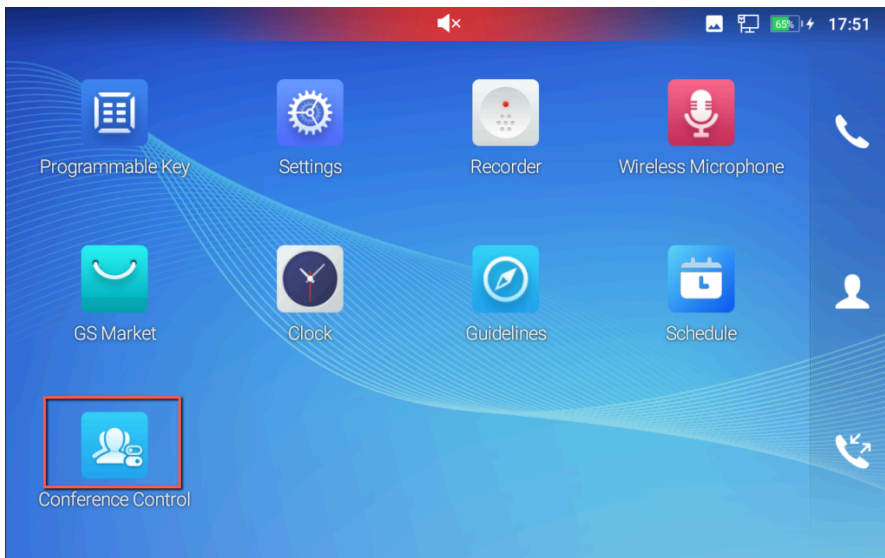 65%
17:51
Programmable Key
Settings
Recorder
Wireless Microphone
GS Market
Clock
Guidelines
Schedule
Conference Control